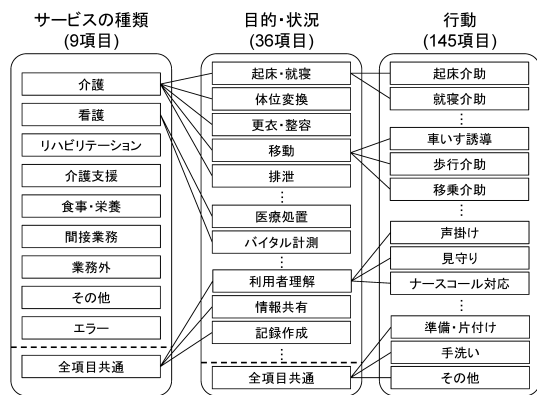 サービスの種類
(9項目)
介護
看護
リハビリテーション
介護支援
食事・栄養
間接業務
業務外
その他
エラー
全項目共通
目的・状況
(36項目)
起床・就寝
体位変換
更衣・整容
移動
排泄
⋮
医療処置
バイタル計測
⋮
利用者理解
情報共有
記録作成
⋮
全項目共通
行動
(145項目)
起床介助
就寝介助
⋮
車いす誘導
歩行介助
移乗介助
⋮
声掛け
見守り
ナースコール対応
⋮
準備・片付け
手洗い
その他